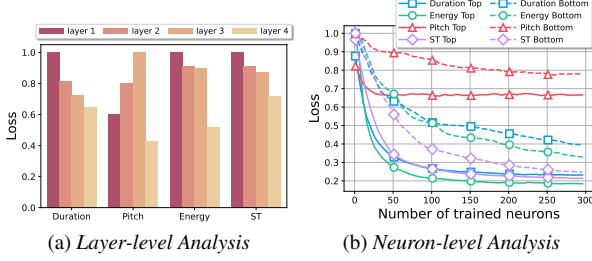 layer 1 layer 2 layer 3 layer 4
Loss
1.0
0.8
0.6
0.4
0.2
0.0
Duration Pitch Energy ST
(a) Layer-level Analysis
Duration Top Duration Bottom
Energy Top Energy Bottom
Pitch Top Pitch Bottom
ST Top ST Bottom
Loss
1.0
0.9
0.8
0.7
0.6
0.5
0.4
0.3
0.2
0 50 100 150 200 250 300
Number of trained neurons
(b) Neuron-level Analysis